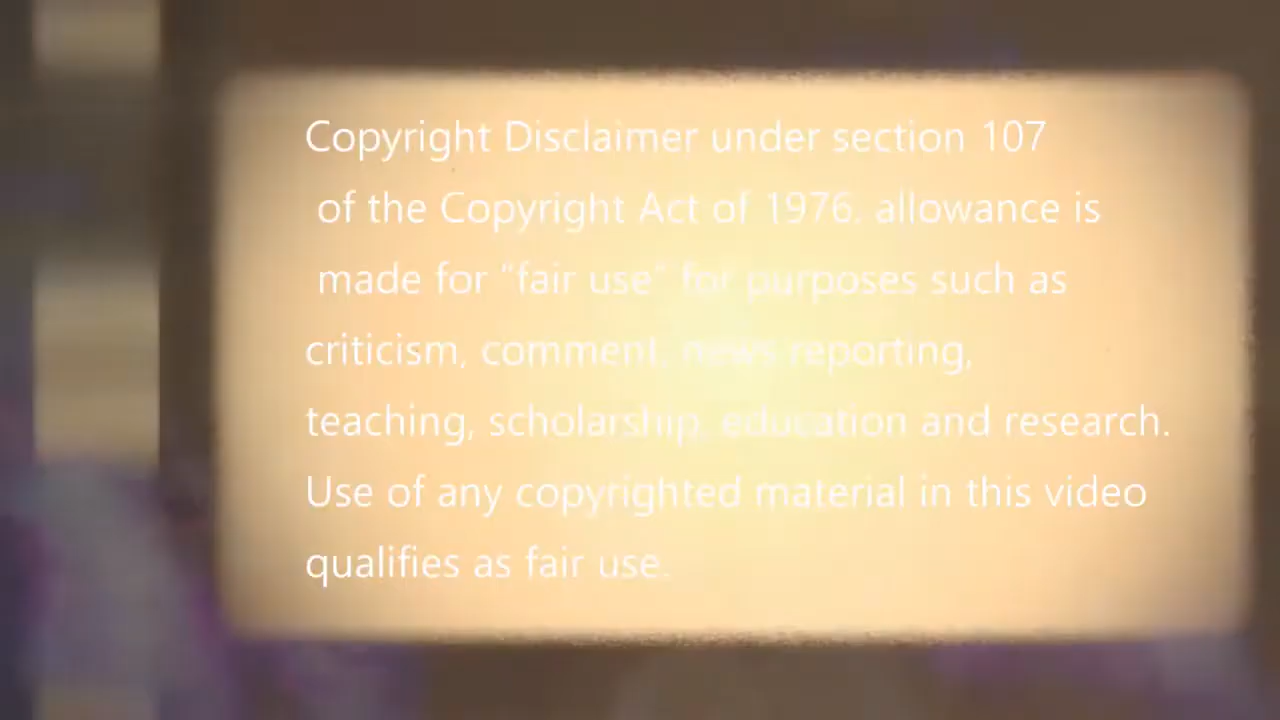 Copyright Disclaimer under section 107
of the Copyright Act of 1976. allowance is
made for "fair use" for purposes such as
criticism, comment, news reporting,
teaching, scholarship, education and research.
Use of any copyrighted material in this video
qualifies as fair use.